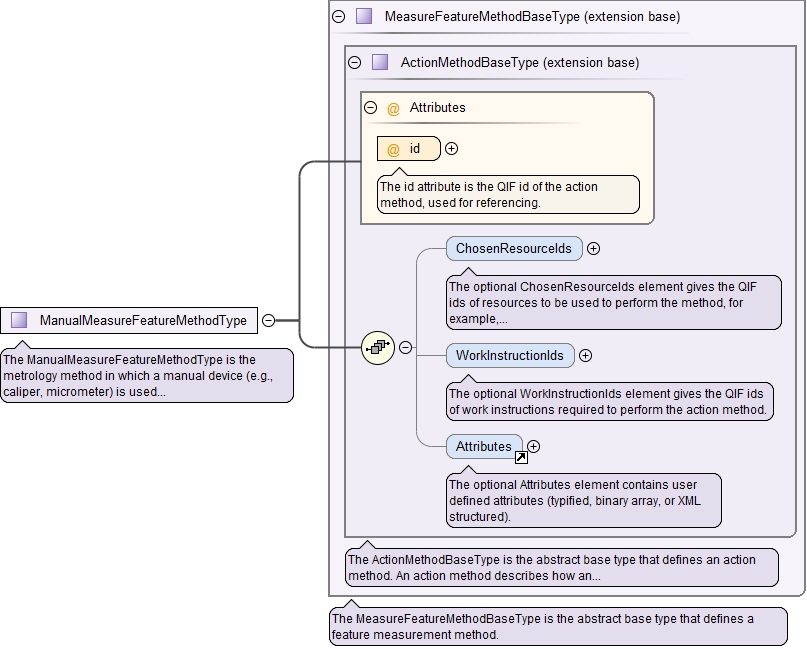 MeasureFeatureMethodBaseType (extension base)
ActionMethodBaseType (extension base)
@ Attributes
@ id
The id attribute is the QIF id of the action
method, used for referencing.
ChosenResourceIds
The optional ChosenResourceIds element gives the QIF
ids of resources to be used to perform the method, for
example,...
ManualMeasureFeatureMethodType
The ManualMeasureFeatureMethodType is the
metrology method in which a manual device (e.g.,
caliper, micrometer) is used...
WorkInstructionIds
The optional WorkInstructionIds element gives the QIF ids
of work instructions required to perform the action method.
Attributes
The optional Attributes element contains user
defined attributes (typified, binary array, or XML
structured).
The ActionMethodBaseType is the abstract base type that defines an action
method. An action method describes how an...
The MeasureFeatureMethodBaseType is the abstract base type that defines a
feature measurement method.